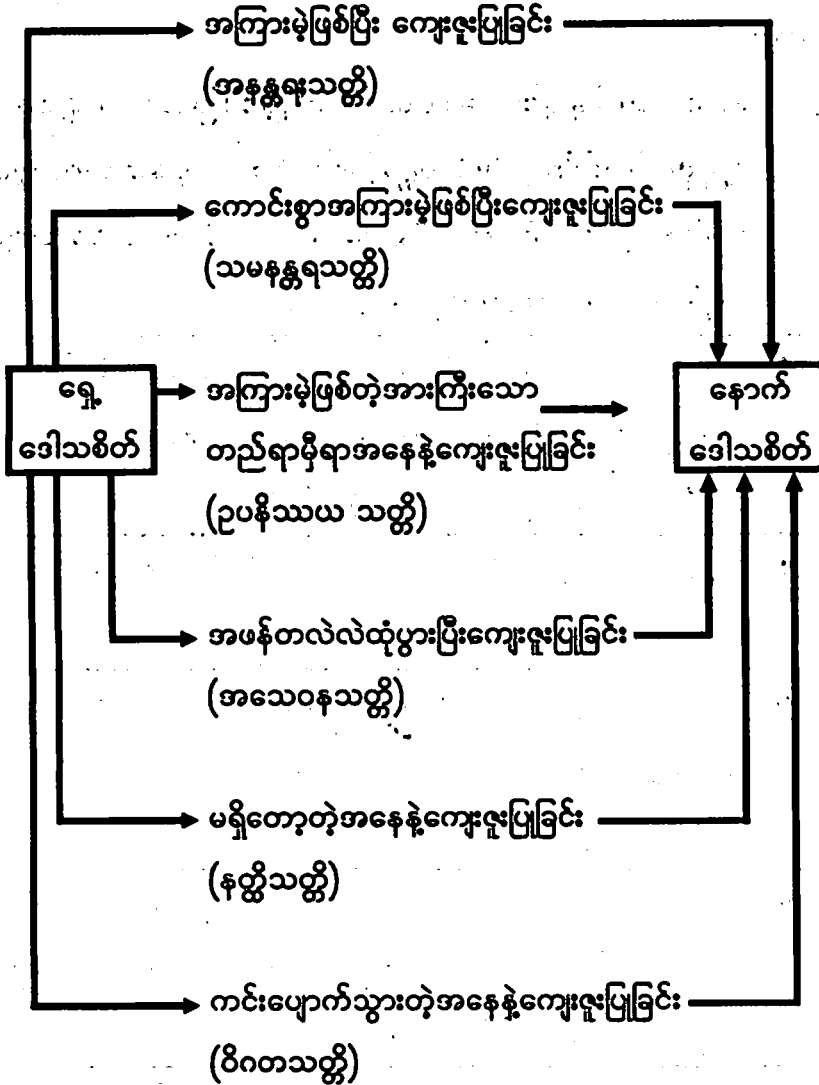 အကြားမဲ့ဖြစ်ပြီး ကျေးဇူးပြုခြင်း
(အနန္တရသတ္တိ)
ကောင်းစွာအကြားမဲ့ဖြစ်ပြီးကျေးဇူးပြုခြင်း
(သမနန္တရသတ္တိ)
ရှေ့
ဒေါသစိတ်
အကြားမဲ့ဖြစ်တဲ့အားကြီးသော
တည်ရာမှီရာအနေနဲ့ကျေးဇူးပြုခြင်း
(ဥပနိဿယ သတ္တိ)
နောက်
ဒေါသစိတ်
အဖန်တလဲလဲထုံပွားပြီးကျေးဇူးပြုခြင်း
(အသေဝနသတ္တိ)
မရှိတော့တဲ့အနေနဲ့ကျေးဇူးပြုခြင်း
(နတ္ထိသတ္တိ)
ကင်းပျောက်သွားတဲ့အနေနဲ့ကျေးဇူးပြုခြင်း
(ဝိဂတသတ္တိ)